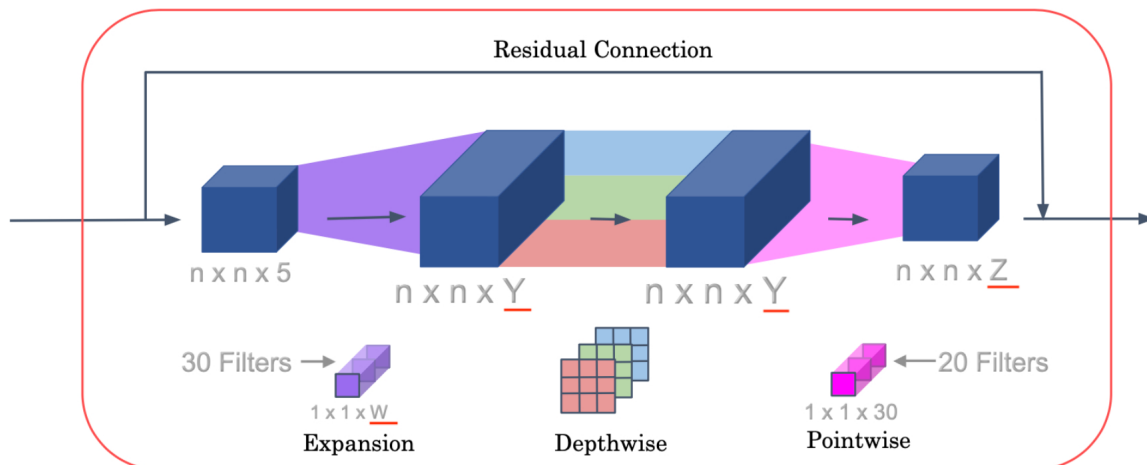 Residual Connection
n x n x 5
n x n x Y
n x n x Y
n x n x Z
30 Filters
20 Filters
1 x 1 x W
1 x 1 x 30
Expansion
Depthwise
Pointwise